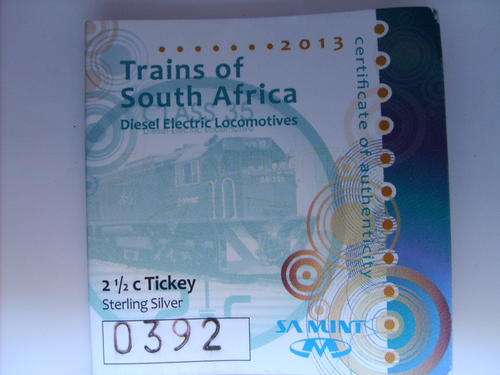 2013
Trains of
South Africa
Diesel Electric Locomotives
certificate of authenticity
2 1/2 c Tickey
Sterling Silver
0392
SA MINT